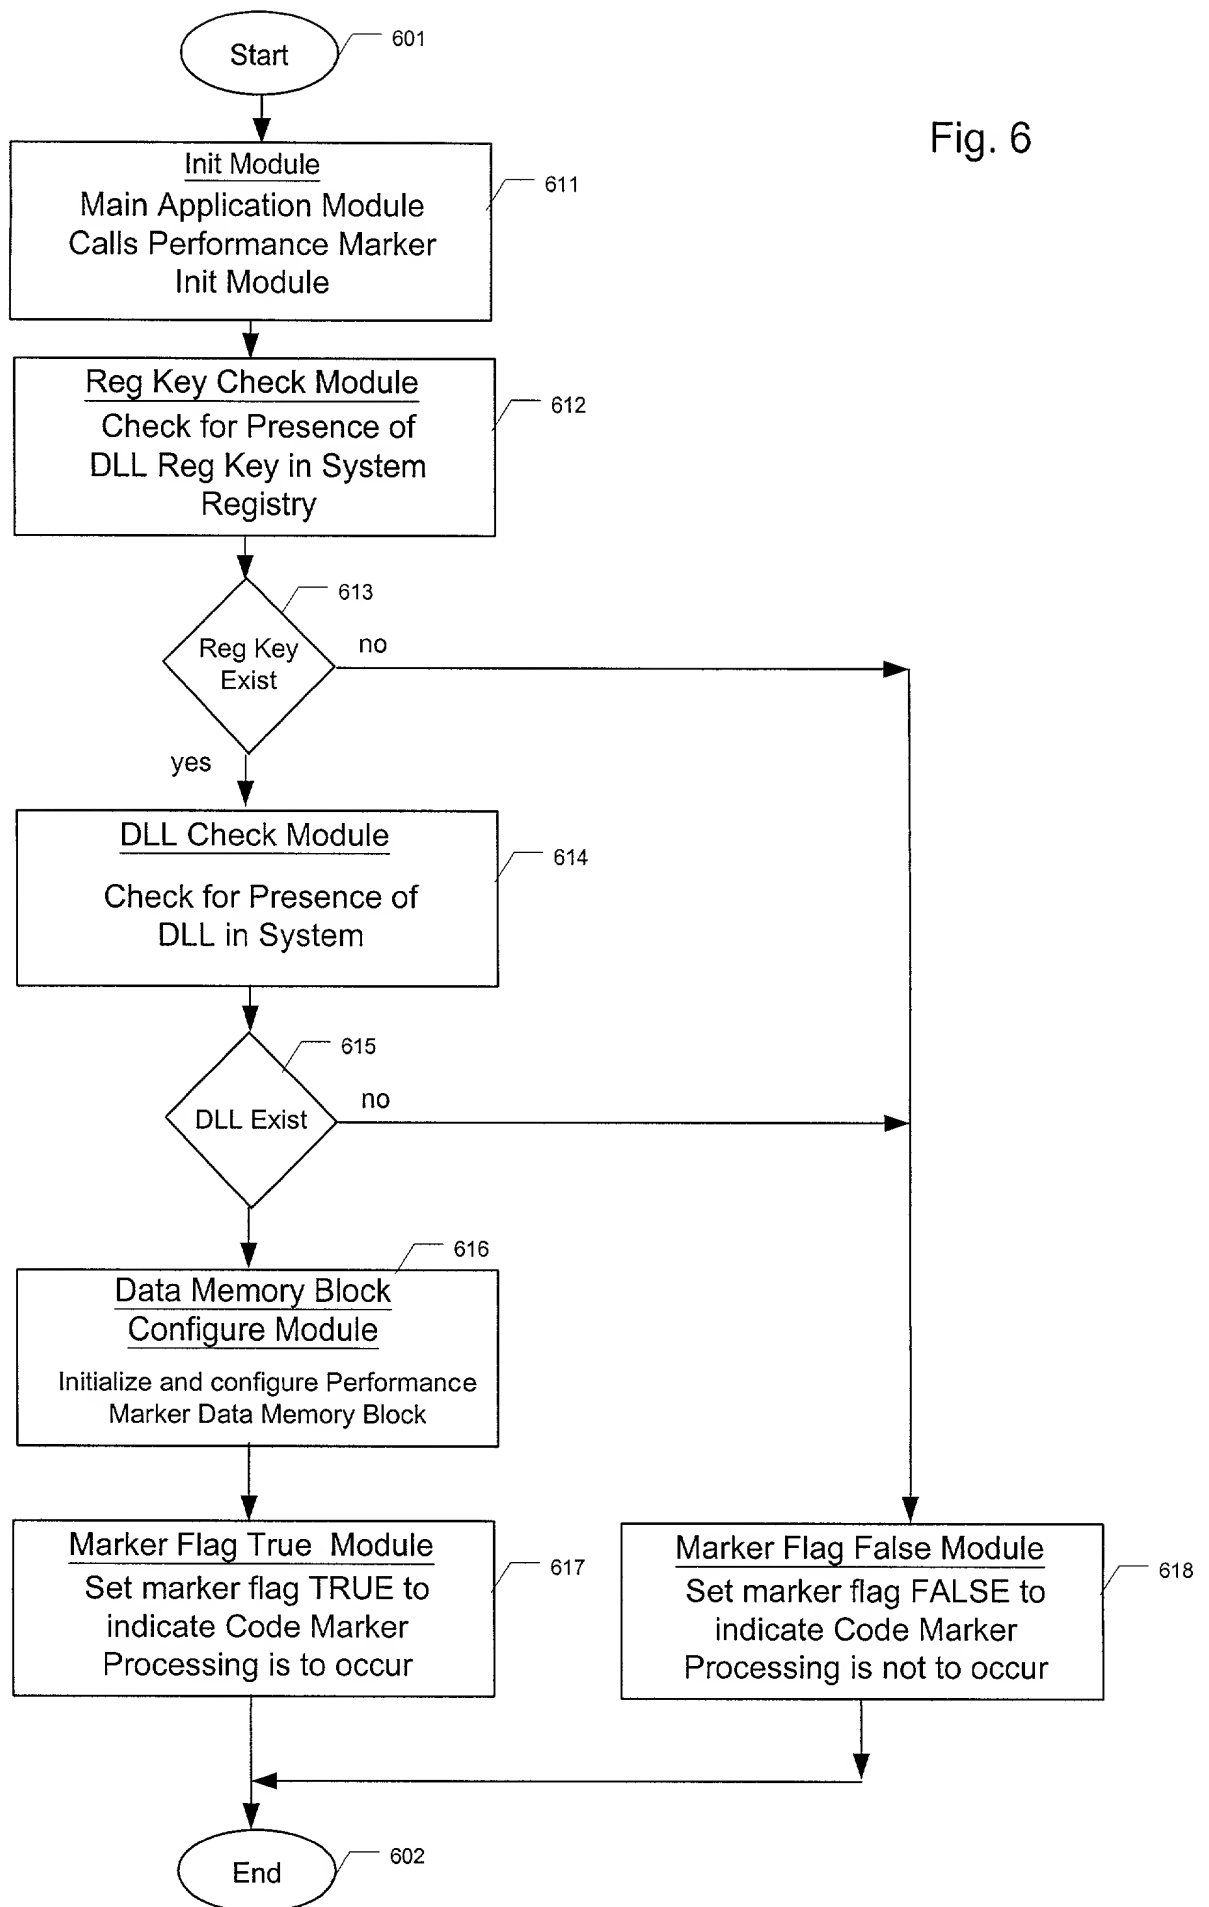 Start
601
Fig. 6
Init Module
611
Main Application Module
Calls Performance Marker
Init Module
Reg Key Check Module
612
Check for Presence of
DLL Reg Key in System
Registry
613
Reg Key
Exist
no
yes
DLL Check Module
614
Check for Presence of
DLL in System
615
DLL Exist
no
616
Data Memory Block
Configure Module
Initialize and configure Performance
Marker Data Memory Block
Marker Flag True Module
617
Set marker flag TRUE to
indicate Code Marker
Processing is to occur
Marker Flag False Module
618
Set marker flag FALSE to
indicate Code Marker
Processing is not to occur
End
602